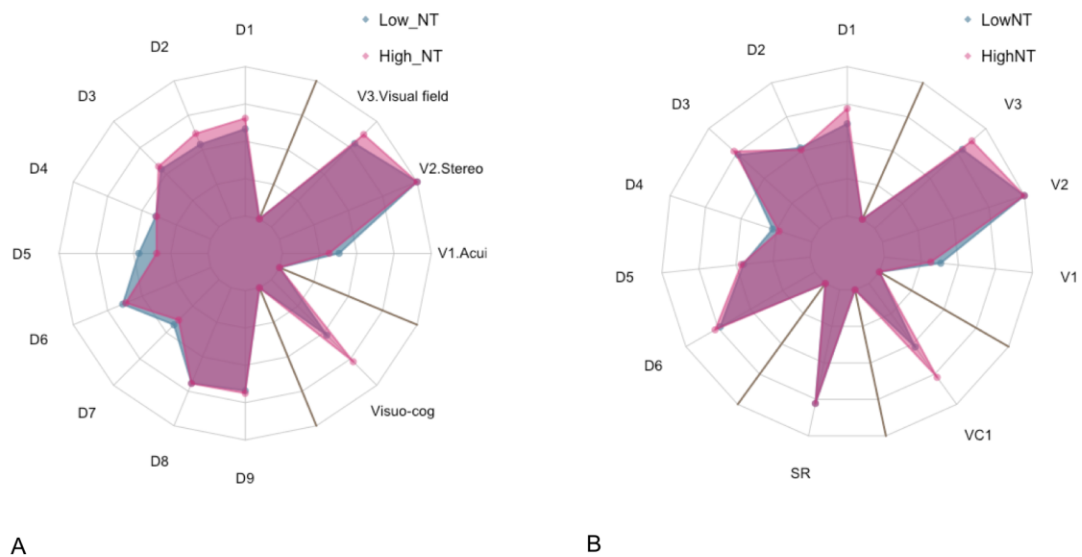 Low_NT
High_NT
D1
D2
D3
D4
D5
D6
D7
D8
D9
Visuo-cog
V1.Acui
V2.Stereo
V3.Visual field
A
LowNT
HighNT
D1
D2
D3
D4
D5
D6
SR
VC1
V1
V2
V3
B